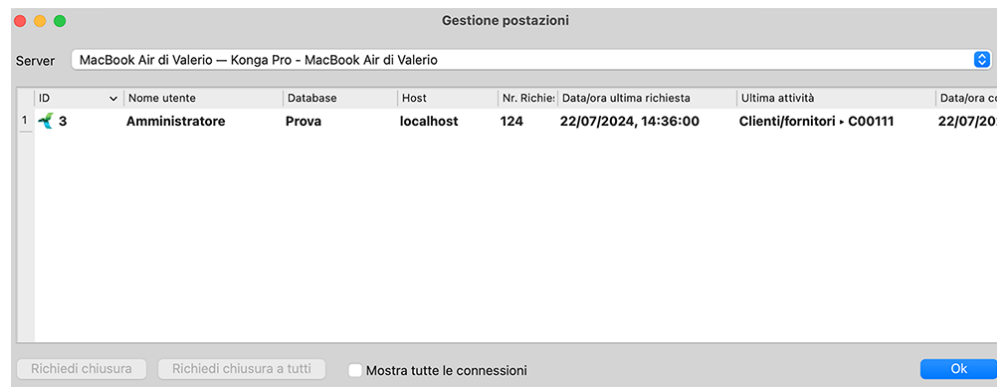 Gestione postazioni
Server MacBook Air di Valerio — Konga Pro - MacBook Air di Valerio
ID Nome utente Database Host Nr. Richie: Data/ora ultima richiesta Ultima attività Data/ora co
1 3 Amministratore Prova localhost 124 22/07/2024, 14:36:00 Clienti/fornitori ▸ C00111 22/07/20
Richiedi chiusura Richiedi chiusura a tutti Mostra tutte le connessioni Ok